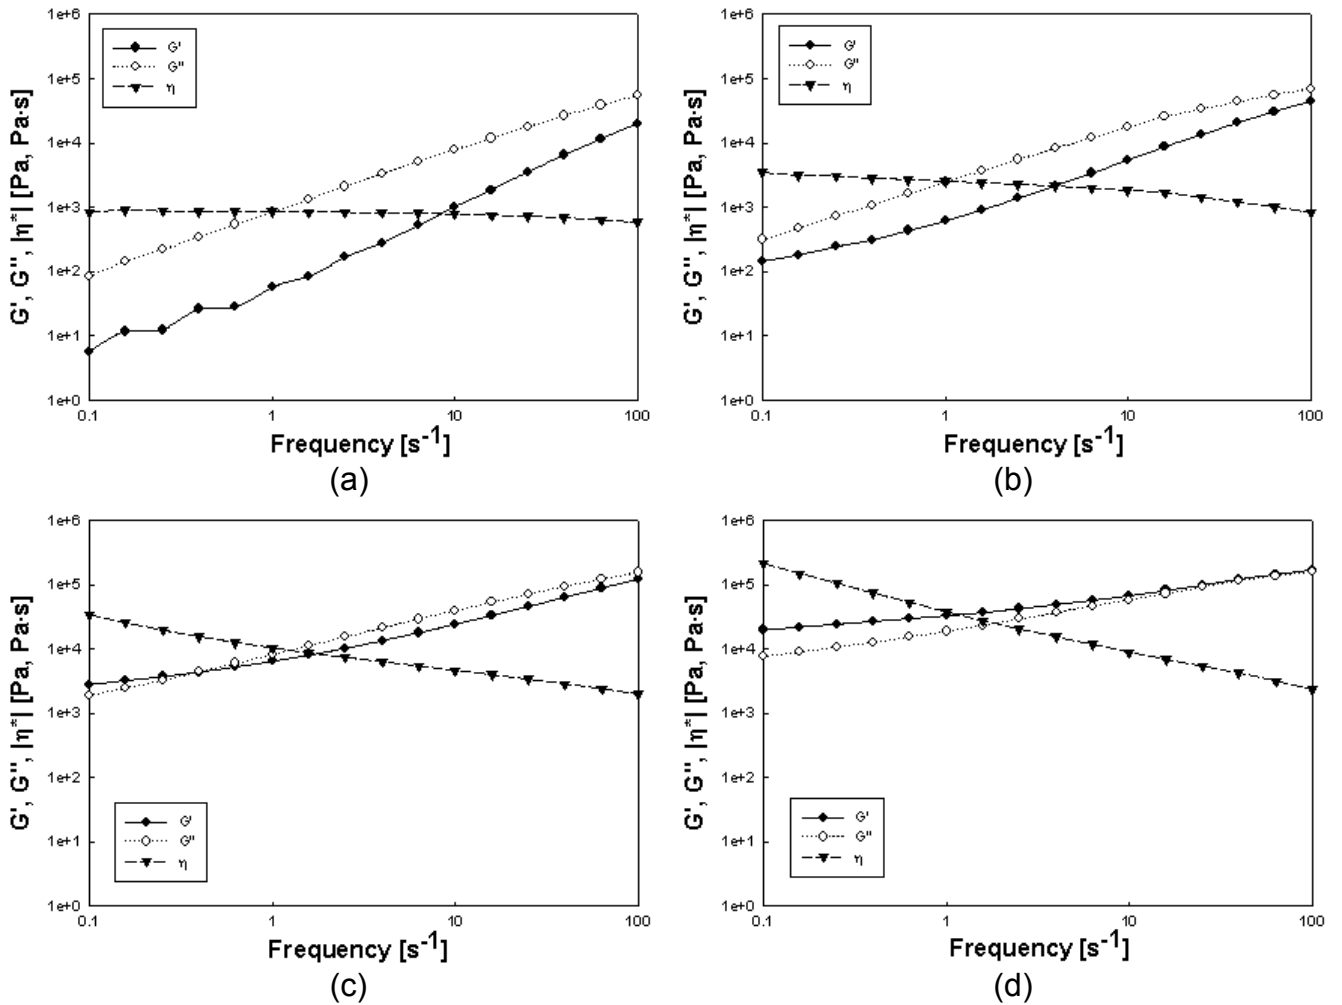 1e+6
1e+5
1e+4
1e+3
1e+2
1e+1
1e+0
G', G", |η*| [Pa, Pa·s]
G'
G"
η
0.1 1 10 100
Frequency [s-1]
(a)
1e+6
1e+5
1e+4
1e+3
1e+2
1e+1
1e+0
G', G", |η*| [Pa, Pa·s]
G'
G"
η
0.1 1 10 100
Frequency [s-1]
(b)
1e+6
1e+5
1e+4
1e+3
1e+2
1e+1
1e+0
G', G", |η*| [Pa, Pa·s]
G'
G"
η
0.1 1 10 100
Frequency [s-1]
(c)
1e+6
1e+5
1e+4
1e+3
1e+2
1e+1
1e+0
G', G", |η*| [Pa, Pa·s]
G'
G"
η
0.1 1 10 100
Frequency [s-1]
(d)